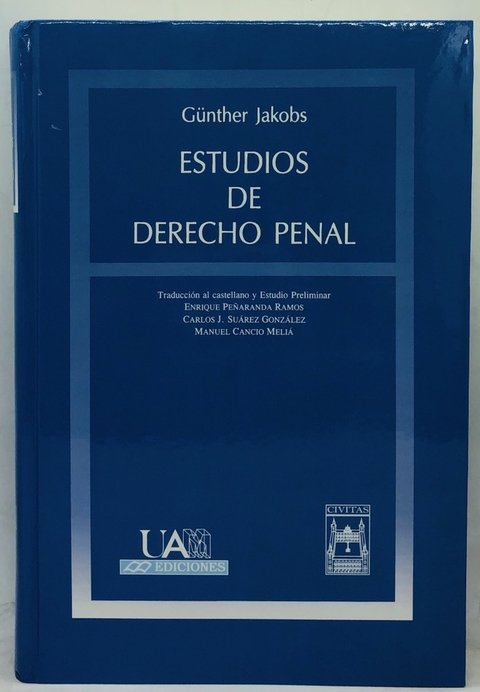 Günther Jakobs
ESTUDIOS
DE
DERECHO PENAL
Traducción al castellano y Estudio Preliminar
ENRIQUE PEÑARANDA RAMOS
CARLOS J. SUÁREZ GONZÁLEZ
MANUEL CANCIO MELIÁ
UAM
EDICIONES
CIVITAS